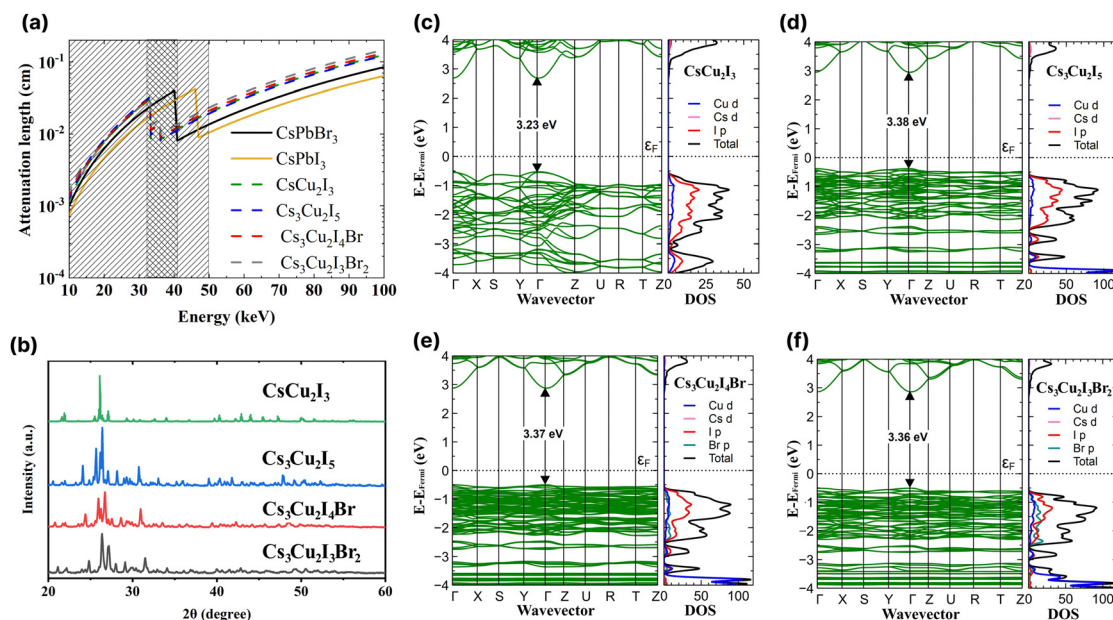 (a)
Attenuation length (cm)
10⁰
10⁻¹
10⁻²
10⁻³
10⁻⁴
CsPbBr₃
CsPbI₃
CsCu₂I₃
Cs₃Cu₂I₅
Cs₃Cu₂I₄Br
Cs₃Cu₂I₃Br₂
10 20 30 40 50 60 70 80 90 100
Energy (keV)
(b)
Intensity (a.u.)
CsCu₂I₃
Cs₃Cu₂I₅
Cs₃Cu₂I₄Br
Cs₃Cu₂I₃Br₂
20 30 40 50 60
2θ (degree)
(c)
E-E_Fermi (eV)
4
3
2
1
0
−1
−2
−3
−4
3.23 eV
ε_F
Γ X S Y Γ Z U R T Z
Wavevector
CsCu₂I₃
Cu d
Cs d
I p
Total
0 25 50
DOS
(d)
E-E_Fermi (eV)
4
3
2
1
0
−1
−2
−3
−4
3.38 eV
ε_F
Γ X S Y Γ Z U R T Z
Wavevector
Cs₃Cu₂I₅
Cu d
Cs d
I p
Total
0 50 100
DOS
(e)
E-E_Fermi (eV)
4
3
2
1
0
−1
−2
−3
−4
3.37 eV
ε_F
Γ X S Y Γ Z U R T Z
Wavevector
Cs₃Cu₂I₄Br
Cu d
Cs d
I p
Br p
Total
0 50 100
DOS
(f)
E-E_Fermi (eV)
4
3
2
1
0
−1
−2
−3
−4
3.36 eV
ε_F
Γ X S Y Γ Z U R T Z
Wavevector
Cs₃Cu₂I₃Br₂
Cu d
Cs d
I p
Br p
Total
0 50 100
DOS